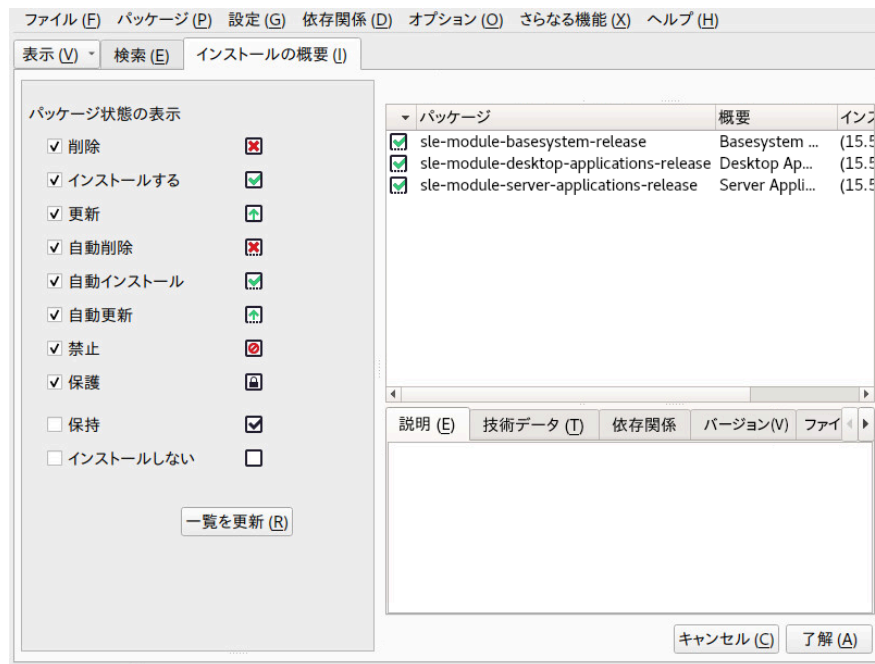 ファイル (F) パッケージ (P) 設定 (G) 依存関係 (D) オプション (O) さらなる機能 (X) ヘルプ (H)
表示 (V) 検索 (E) インストールの概要 (I)
パッケージ状態の表示
削除
インストールする
更新
自動削除
自動インストール
自動更新
禁止
保護
保持
インストールしない
一覧を更新 (R)
パッケージ 概要 インス
sle-module-basesystem-release Basesystem ... (15.5
sle-module-desktop-applications-release Desktop Ap... (15.5
sle-module-server-applications-release Server Appli... (15.5
説明 (E) 技術データ (T) 依存関係 バージョン(V) ファイ
キャンセル (C) 了解 (A)